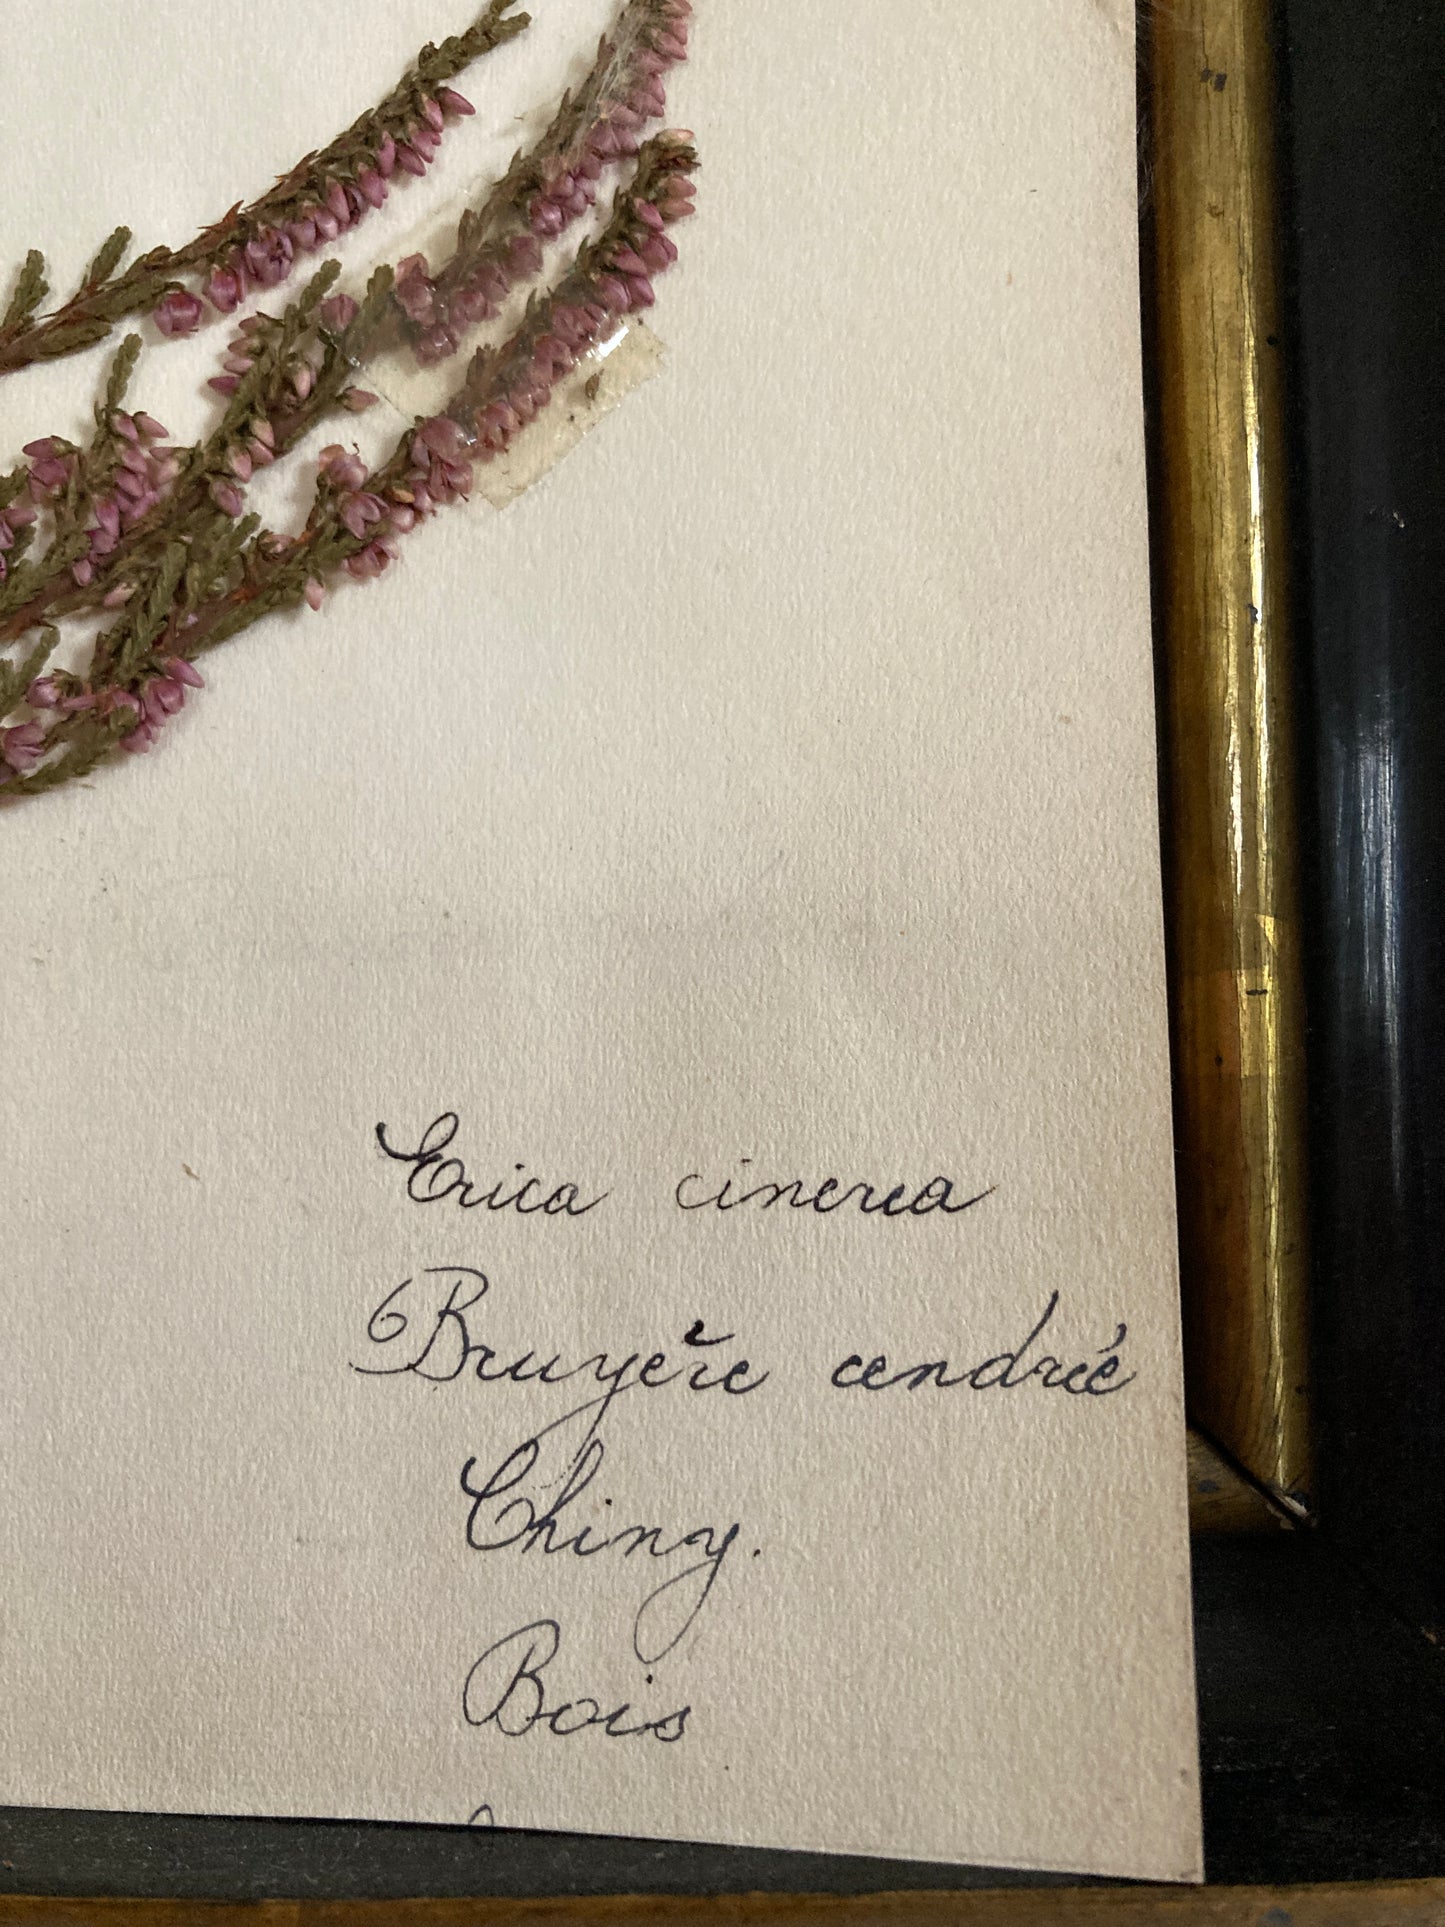 Erica cinerea
Bruyère cendrée
Chiny.
Bois